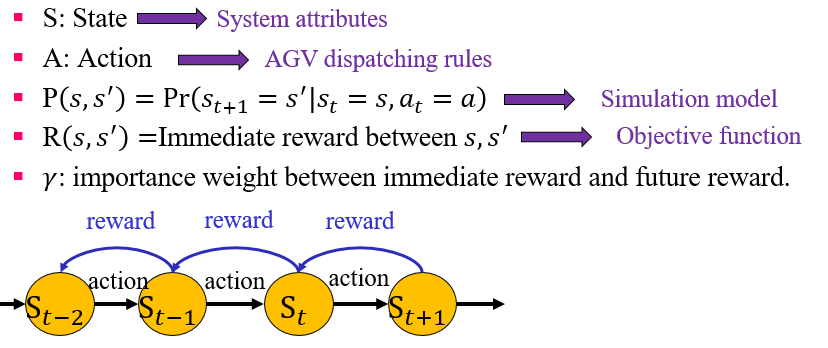 ▪ S: State System attributes
▪ A: Action AGV dispatching rules
▪ P(s, s′) = Pr(s_{t+1} = s′|s_t = s, a_t = a) Simulation model
▪ R(s, s′) =Immediate reward between s, s′ Objective function
▪ γ: importance weight between immediate reward and future reward.
reward reward reward
action action action
S_{t−2} S_{t−1} S_t S_{t+1}